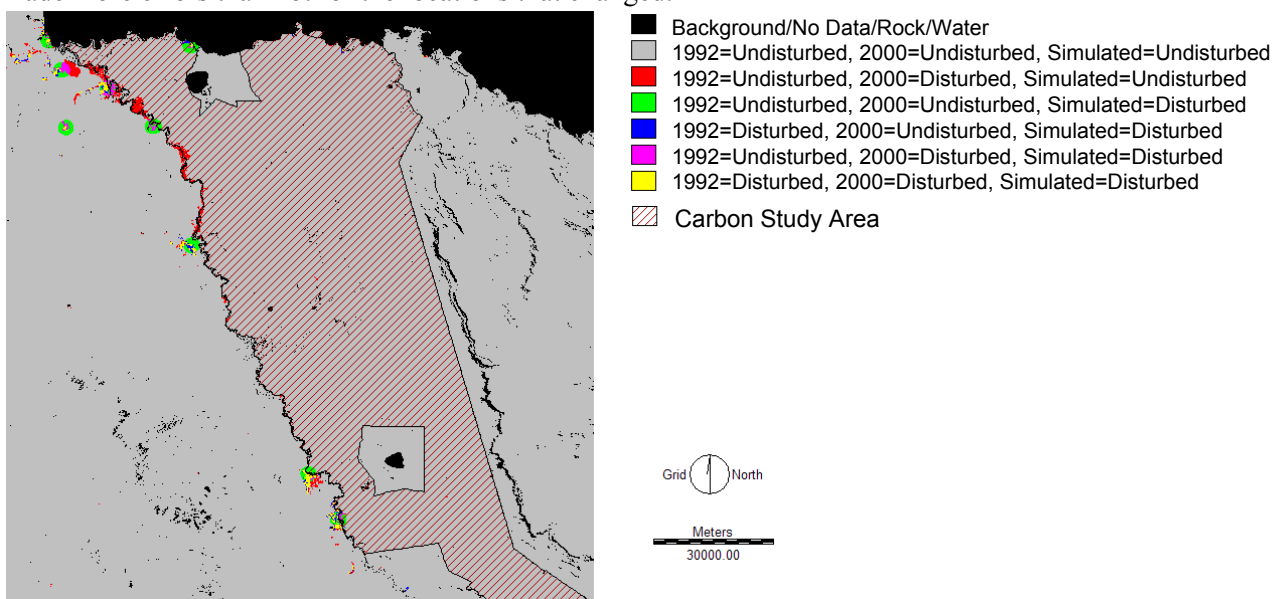 Background/No Data/Rock/Water
1992=Undisturbed, 2000=Undisturbed, Simulated=Undisturbed
1992=Undisturbed, 2000=Disturbed, Simulated=Undisturbed
1992=Undisturbed, 2000=Undisturbed, Simulated=Disturbed
1992=Disturbed, 2000=Undisturbed, Simulated=Disturbed
1992=Undisturbed, 2000=Disturbed, Simulated=Disturbed
1992=Disturbed, 2000=Disturbed, Simulated=Disturbed
Carbon Study Area
Grid North
Meters
30000.00